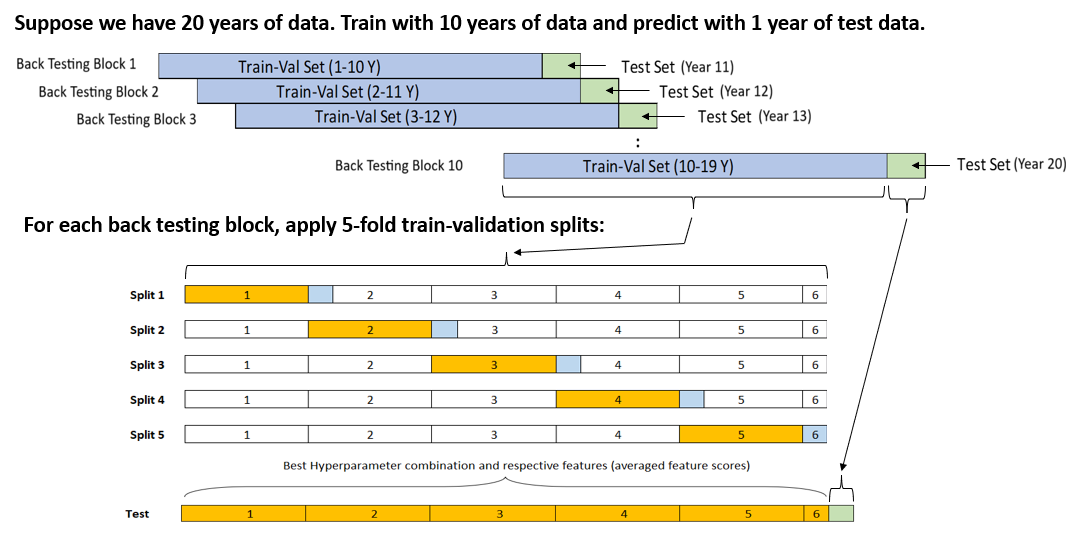 Suppose we have 20 years of data. Train with 10 years of data and predict with 1 year of test data.
Back Testing Block 1 Train-Val Set (1-10 Y) Test Set (Year 11)
Back Testing Block 2 Train-Val Set (2-11 Y) Test Set (Year 12)
Back Testing Block 3 Train-Val Set (3-12 Y) Test Set (Year 13)
:
Back Testing Block 10 Train-Val Set (10-19 Y) Test Set (Year 20)
For each back testing block, apply 5-fold train-validation splits:
Split 1 1 2 3 4 5 6
Split 2 1 2 3 4 5 6
Split 3 1 2 3 4 5 6
Split 4 1 2 3 4 5 6
Split 5 1 2 3 4 5 6
Best Hyperparameter combination and respective features (averaged feature scores)
Test 1 2 3 4 5 6